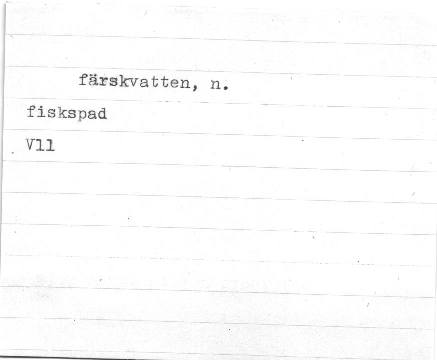 färskvatten, n.
fiskspad
Vll